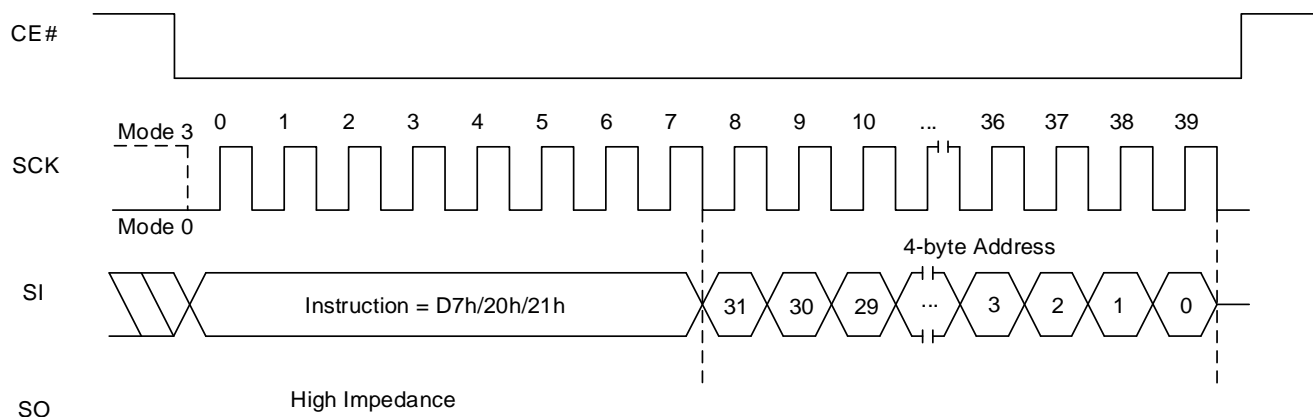 CE#
0 1 2 3 4 5 6 7 8 9 10 ... 36 37 38 39
Mode 3
SCK
Mode 0
4-byte Address
SI
Instruction = D7h/20h/21h 31 30 29 ... 3 2 1 0
High Impedance
SO